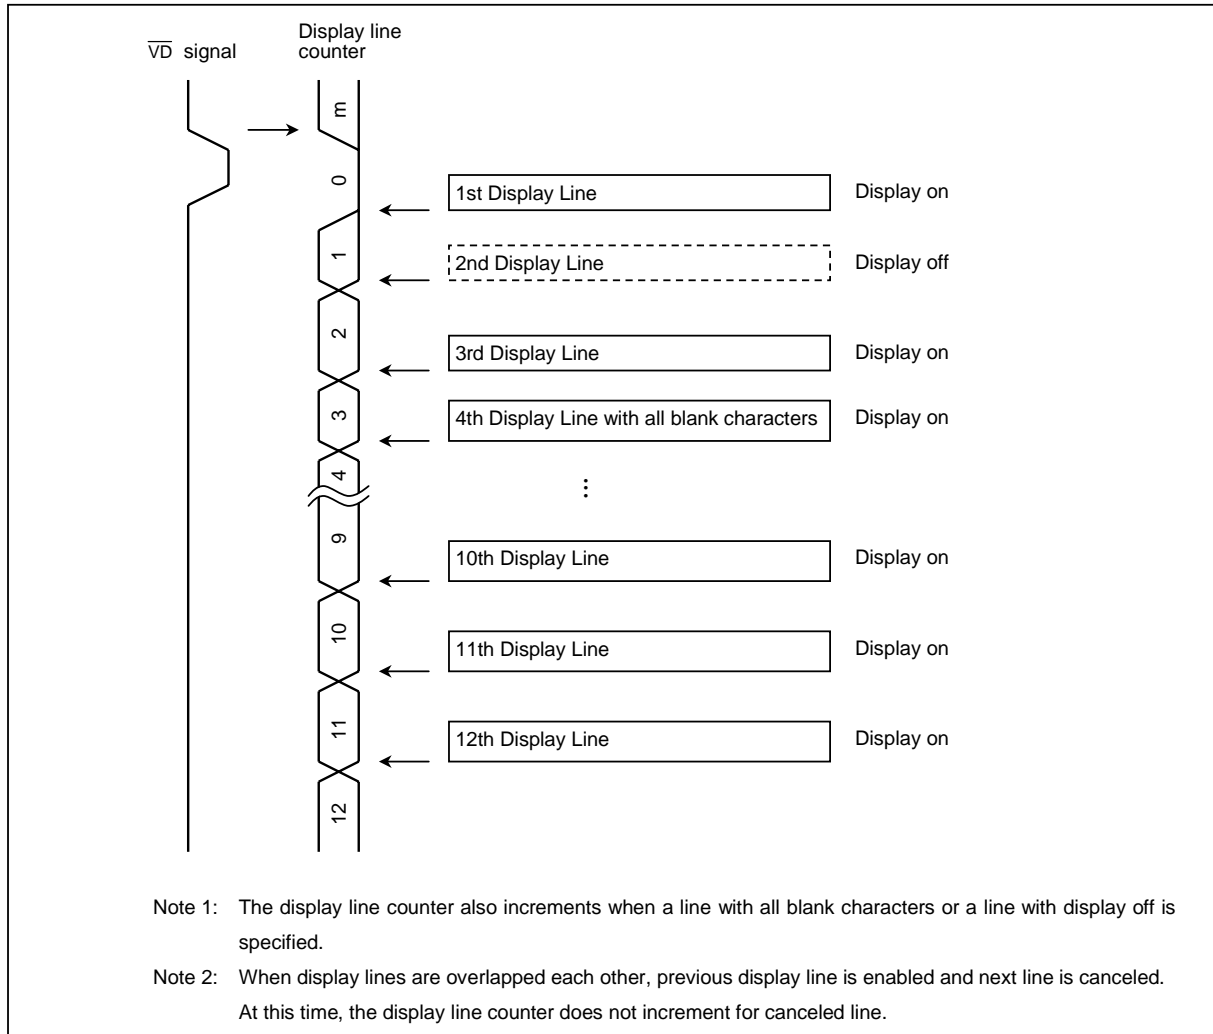 Display line
counter
VD signal
m
0
1st Display Line Display on
1
2nd Display Line Display off
2
3rd Display Line Display on
3
4th Display Line with all blank characters Display on
4
⋮
9
10th Display Line Display on
10
11th Display Line Display on
11
12th Display Line Display on
12
Note 1: The display line counter also increments when a line with all blank characters or a line with display off is
specified.
Note 2: When display lines are overlapped each other, previous display line is enabled and next line is canceled.
At this time, the display line counter does not increment for canceled line.